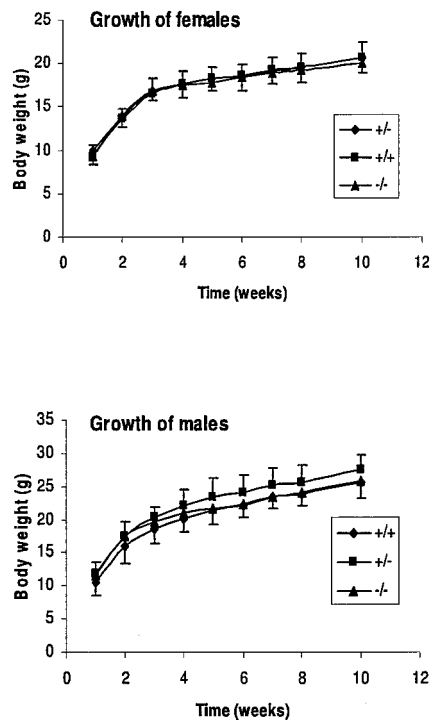 Growth of females
Body weight (g)
25
20
15
10
5
0
0 2 4 6 8 10 12
Time (weeks)
+/-
+/+
-/-
Growth of males
Body weight (g)
35
30
25
20
15
10
5
0
0 2 4 6 8 10 12
Time (weeks)
+/+
+/-
-/-